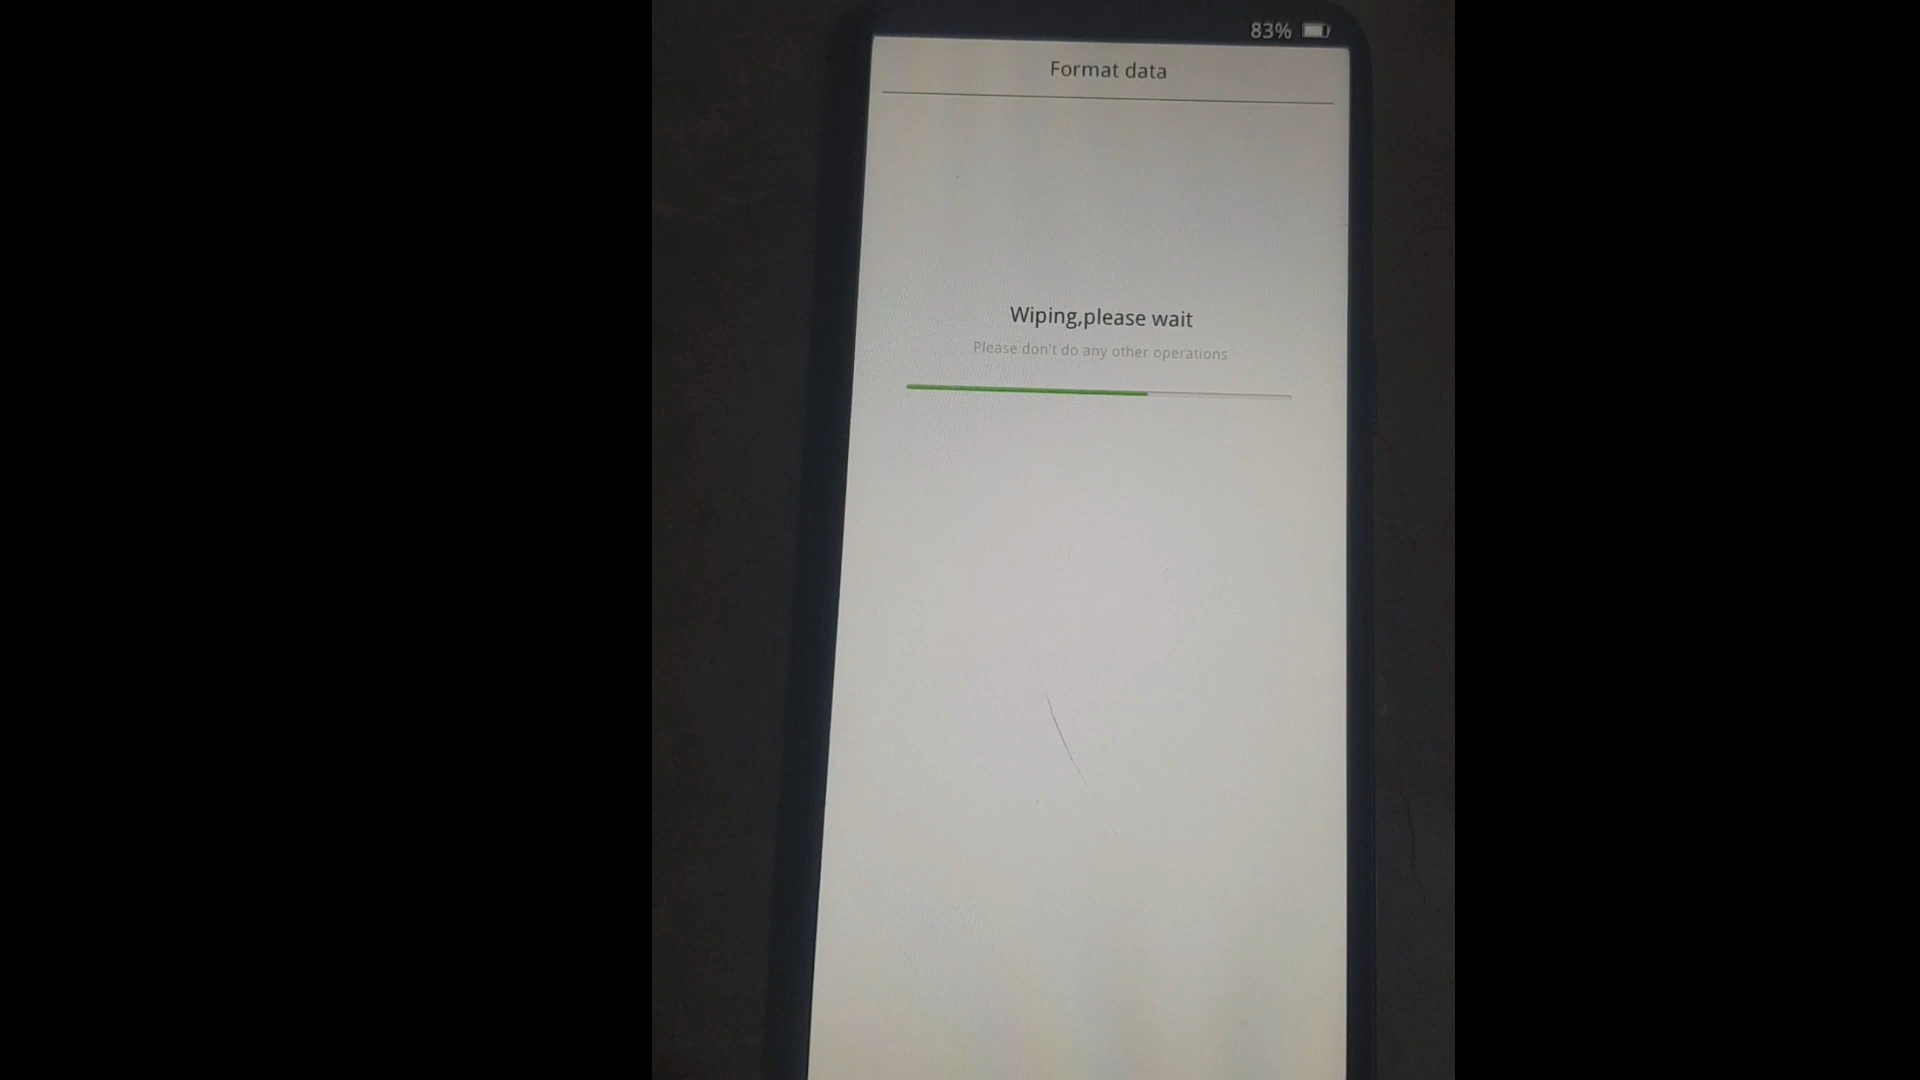 83%
Format data
Wiping,please wait
Please don't do any other operations